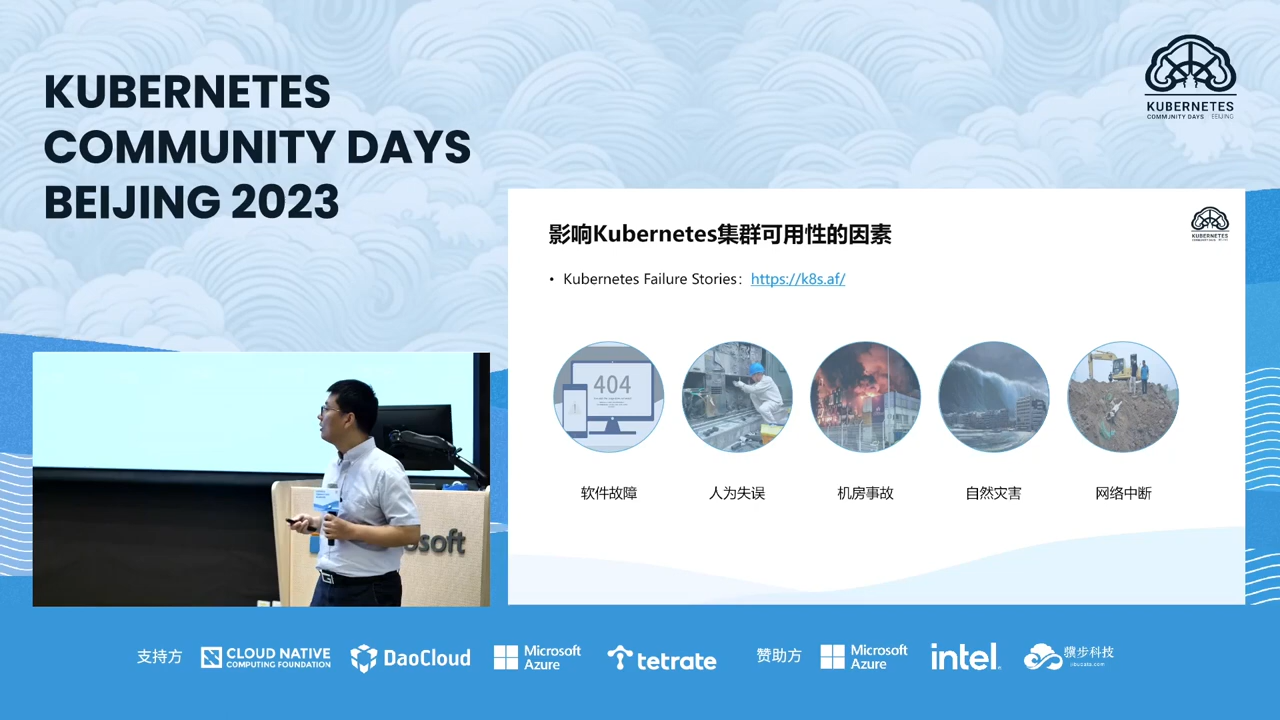 KUBERNETES
COMMUNITY DAYS
BEIJING 2023
KUBERNETES
COMMUNITY DAYS BEIJING
影响Kubernetes集群可用性的因素
KUBERNETES
• Kubernetes Failure Stories：https://k8s.af/
404
软件故障
人为失误
机房事故
自然灾害
网络中断
osoft
支持方
CLOUD NATIVE
COMPUTING FOUNDATION
DaoCloud
Microsoft
Azure
tetrate
赞助方
Microsoft
Azure
intel.
骥步科技
jibudata.com